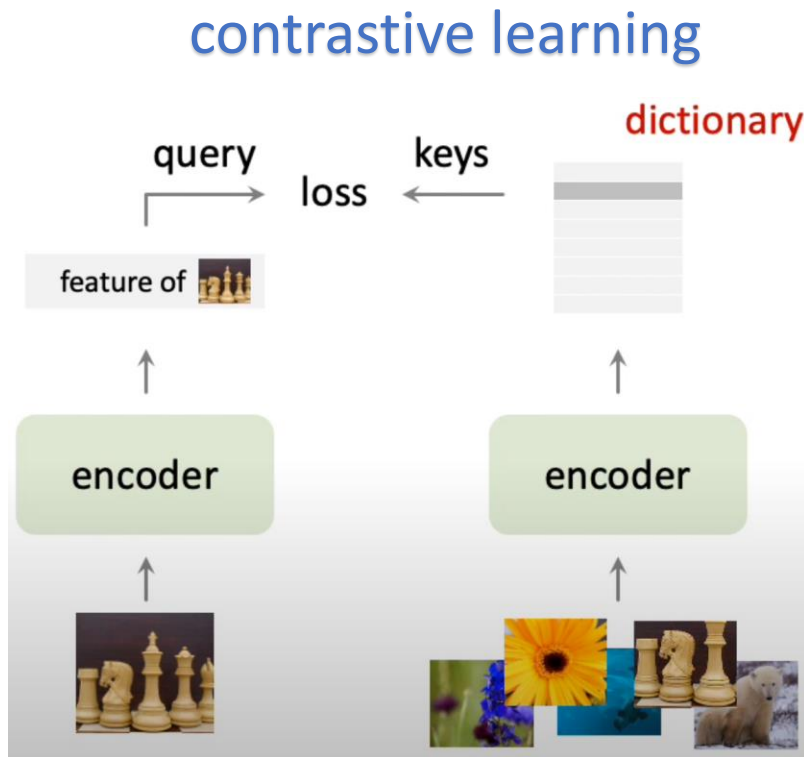 contrastive learning
dictionary
query
keys
loss
feature of
encoder
encoder